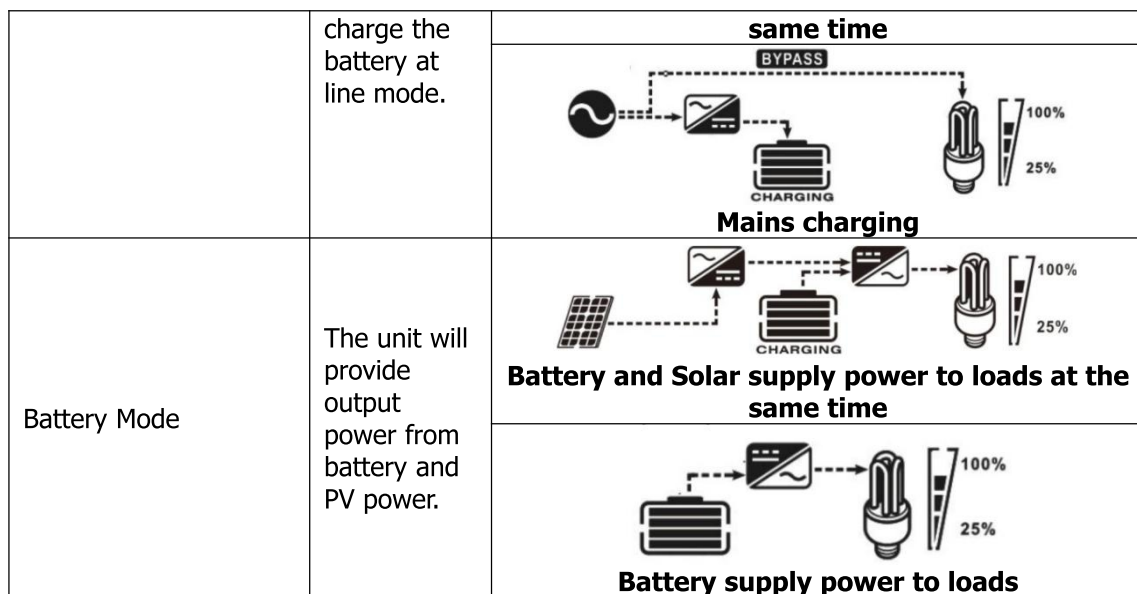 charge the
battery at
line mode.
same time
BYPASS
100%
25%
CHARGING
Mains charging
Battery Mode
The unit will
provide
output
power from
battery and
PV power.
100%
25%
CHARGING
Battery and Solar supply power to loads at the
same time
100%
25%
Battery supply power to loads